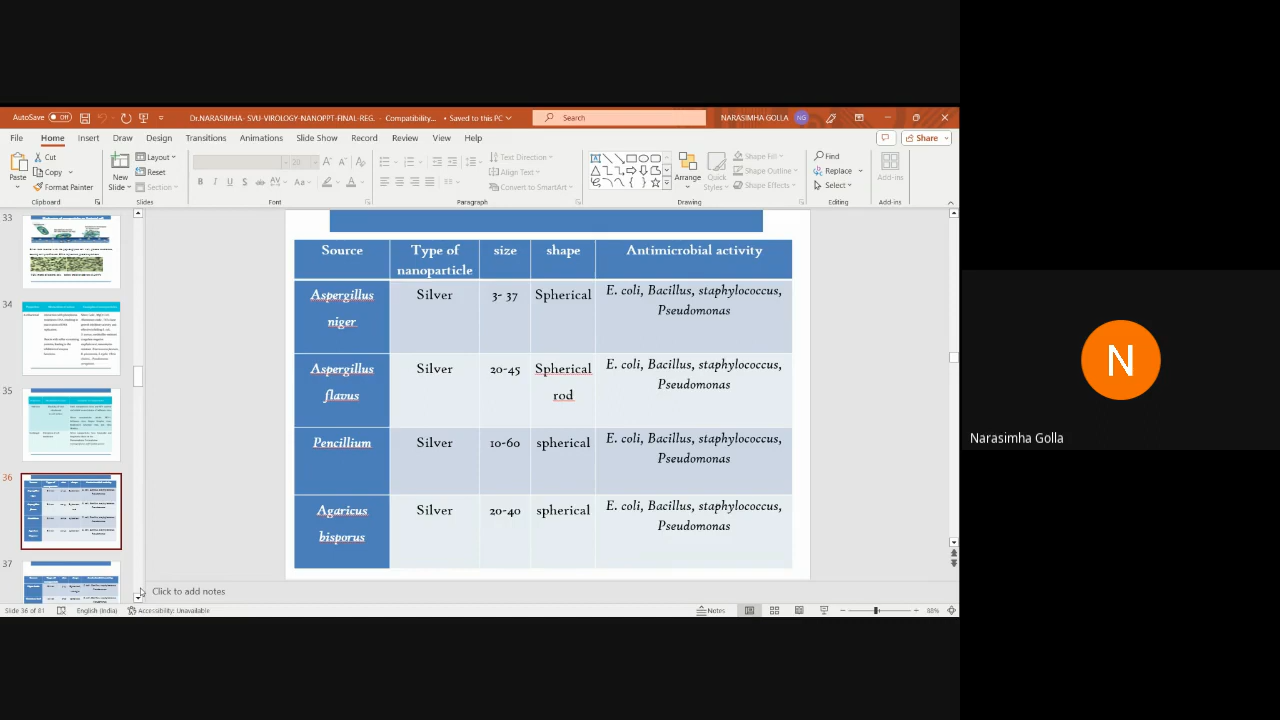 AutoSave Off
Dr.NARASIMHA- SVU-VIROLOGY-NANOPPT-FINAL-REG. - Compatibility... • Saved to this PC
Search
NARASIMHA GOLLA NG
File Home Insert Draw Design Transitions Animations Slide Show Record Review View Help
Share
Paste
Cut
Copy
Format Painter
Clipboard
New
Slide
Layout
Reset
Section
Slides
Font
Text Direction
Align Text
Convert to SmartArt
Paragraph
Arrange
Quick
Styles
Shape Fill
Shape Outline
Shape Effects
Drawing
Find
Replace
Select
Editing
Add-ins
Add-ins
33
34
35
36
37
Source Type of nanoparticle size shape Antimicrobial activity
Aspergillus niger Silver 3- 37 Spherical E. coli, Bacillus, staphylococcus, Pseudomonas
Aspergillus flavus Silver 20-45 Spherical rod E. coli, Bacillus, staphylococcus, Pseudomonas
Pencillium Silver 10-60 spherical E. coli, Bacillus, staphylococcus, Pseudomonas
Agaricus bisporus Silver 20-40 spherical E. coli, Bacillus, staphylococcus, Pseudomonas
Click to add notes
Slide 36 of 81 English (India) Accessibility: Unavailable Notes 88%
N
Narasimha Golla